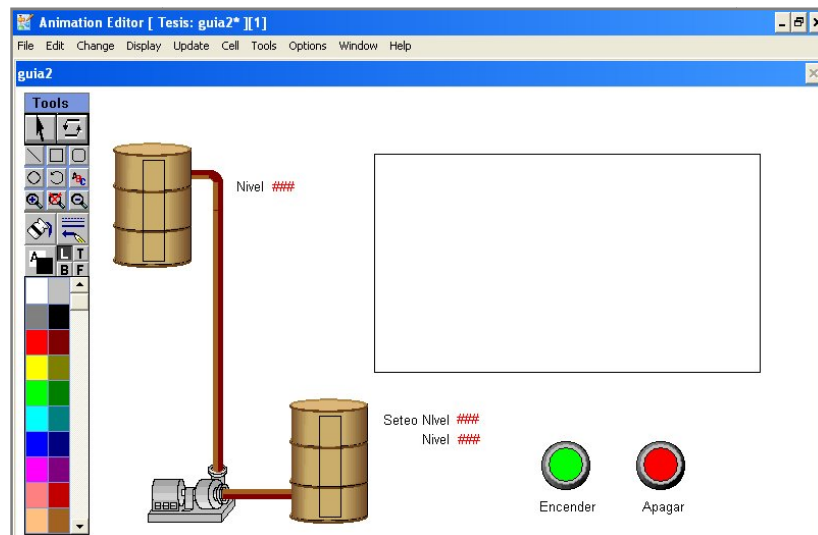 Animation Editor [ Tesis: guia2* ][1]
File Edit Change Display Update Cell Tools Options Window Help
guia2
Tools
ABC
A L T
B F
Nivel ###
Seteo NIvel ###
Nivel ###
Encender Apagar